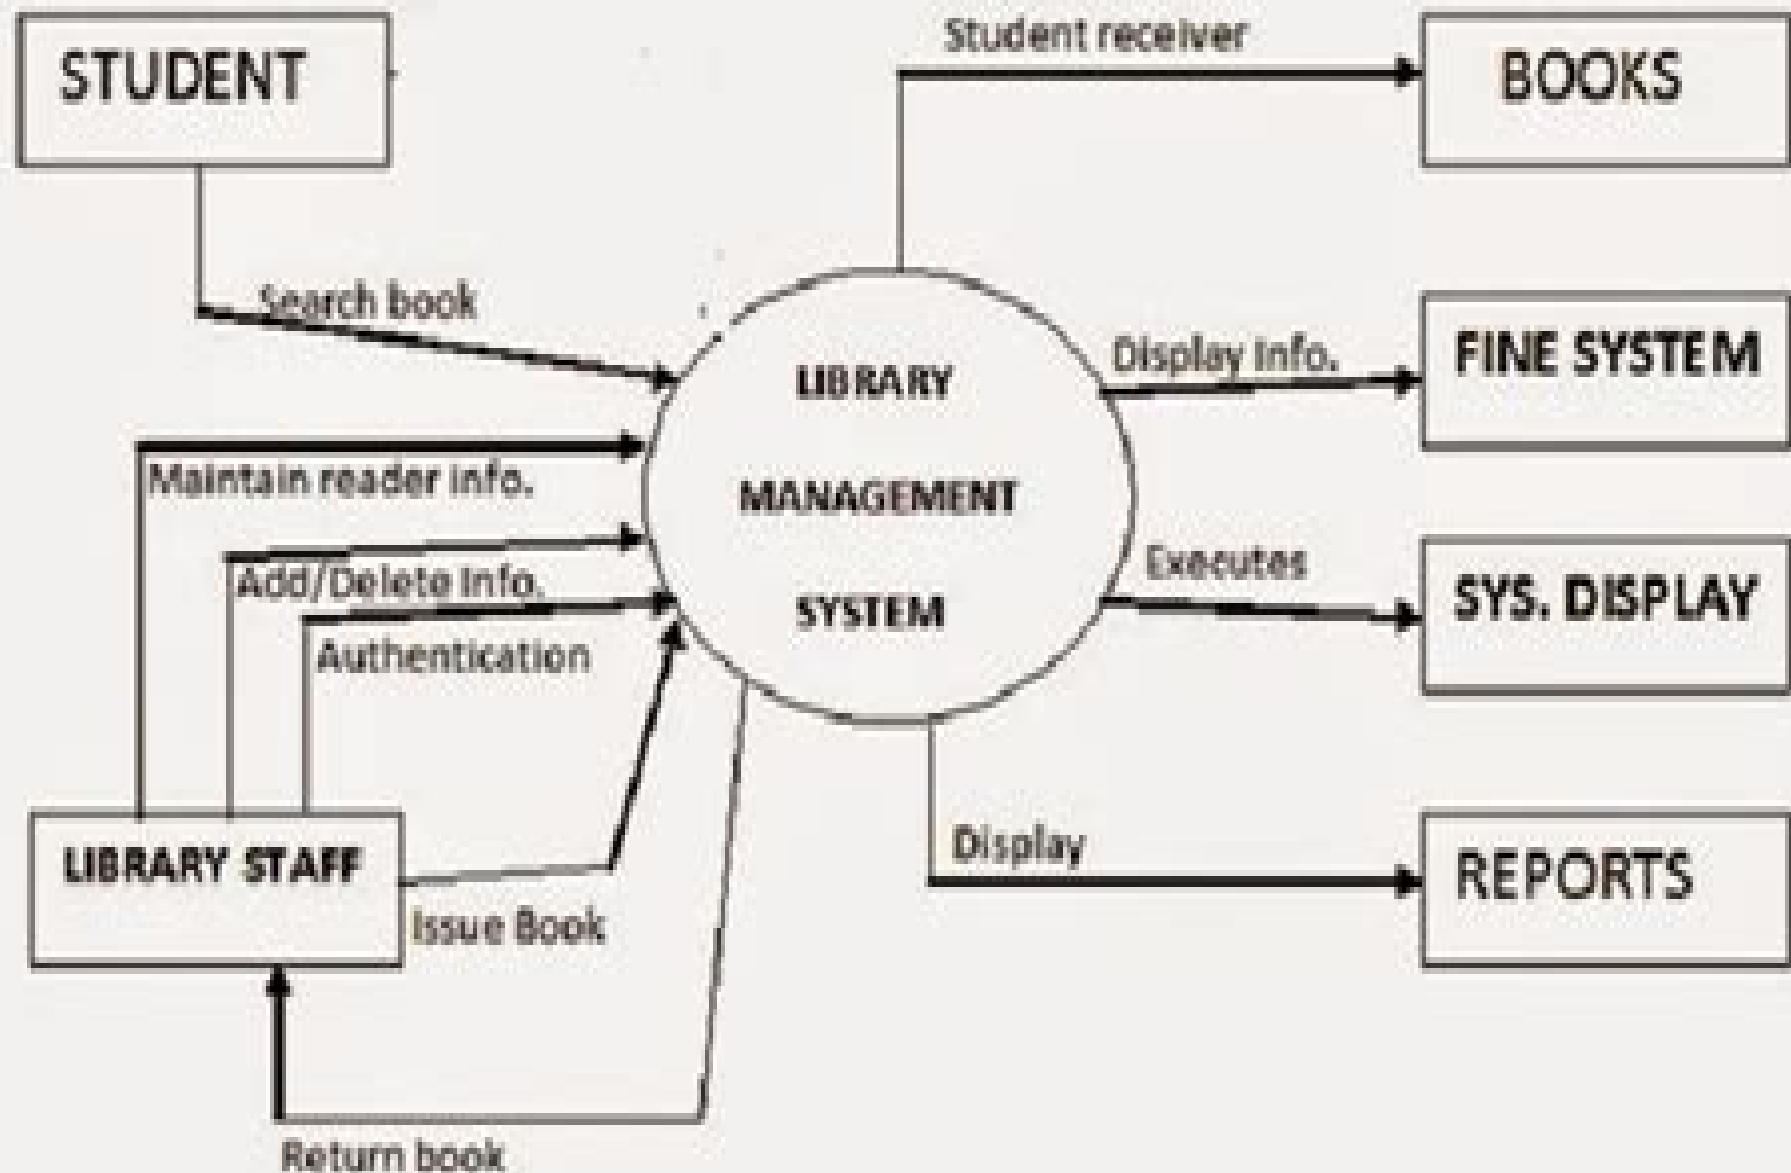 STUDENT
Student receiver
BOOKS
Search book
LIBRARY
MANAGEMENT
SYSTEM
Display Info.
FINE SYSTEM
Maintain reader info.
Add/Delete Info.
Authentication
Executes
SYS. DISPLAY
LIBRARY STAFF
Issue Book
Display
REPORTS
Return book